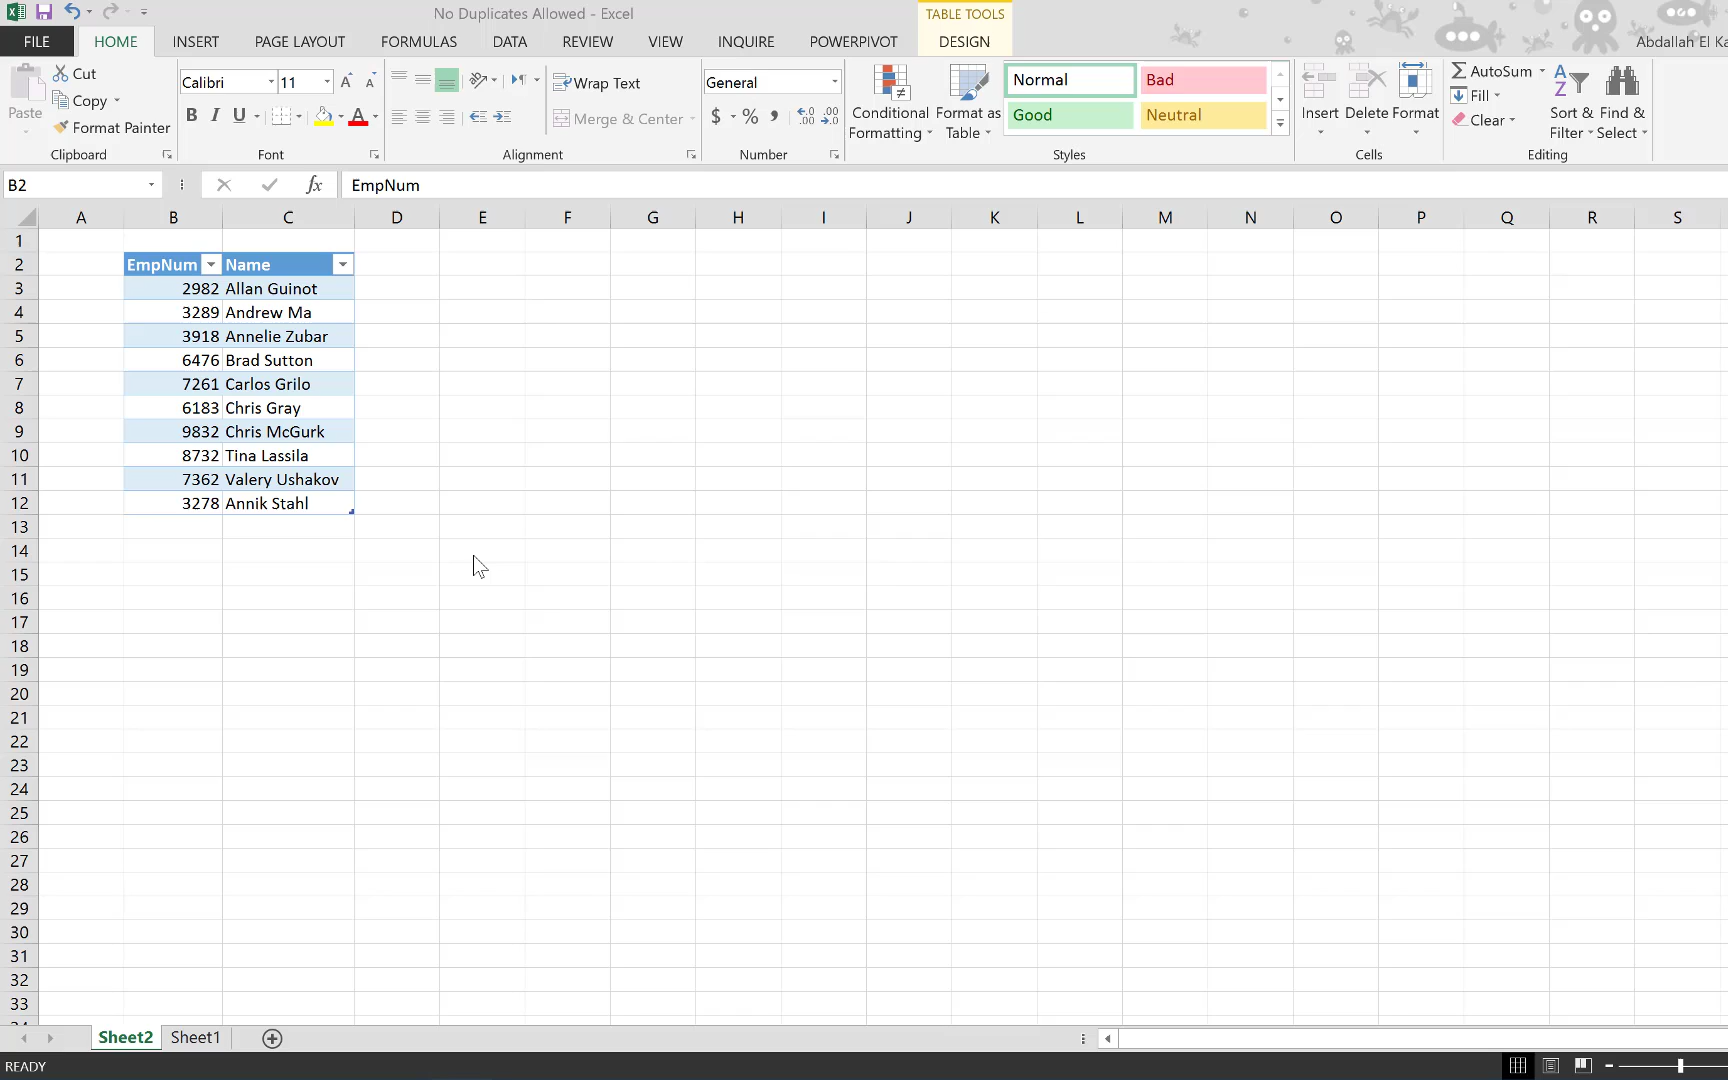 No Duplicates Allowed - Excel
TABLE TOOLS
FILE HOME INSERT PAGE LAYOUT FORMULAS DATA REVIEW VIEW INQUIRE POWERPIVOT DESIGN Abdallah El Ka
Paste
Cut
Copy
Format Painter
Clipboard
Calibri 11
B I U
Font
Wrap Text
Merge & Center
Alignment
General
$ % ,
Number
Conditional Formatting
Format as Table
Normal Bad
Good Neutral
Styles
Insert Delete Format
Cells
AutoSum
Fill
Clear
Sort & Filter
Find & Select
Editing
B2 fx EmpNum
A B C D E F G H I J K L M N O P Q R S
1
2 EmpNum Name
3 2982 Allan Guinot
4 3289 Andrew Ma
5 3918 Annelie Zubar
6 6476 Brad Sutton
7 7261 Carlos Grilo
8 6183 Chris Gray
9 9832 Chris McGurk
10 8732 Tina Lassila
11 7362 Valery Ushakov
12 3278 Annik Stahl
13
14
15
16
17
18
19
20
21
22
23
24
25
26
27
28
29
30
31
32
33
Sheet2 Sheet1
READY